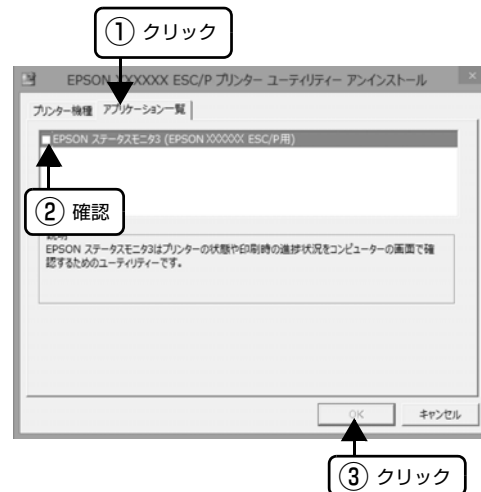 ① クリック
EPSON XXXXXX ESC/P プリンター ユーティリティー アンインストール
プリンター機種 アプリケーション一覧
EPSON ステータスモニタ3 (EPSON XXXXXX ESC/P用)
② 確認
説明
EPSON ステータスモニタ3はプリンターの状態や印刷時の進捗状況をコンピューターの画面で確
認するためのユーティリティーです。
OK キャンセル
③ クリック